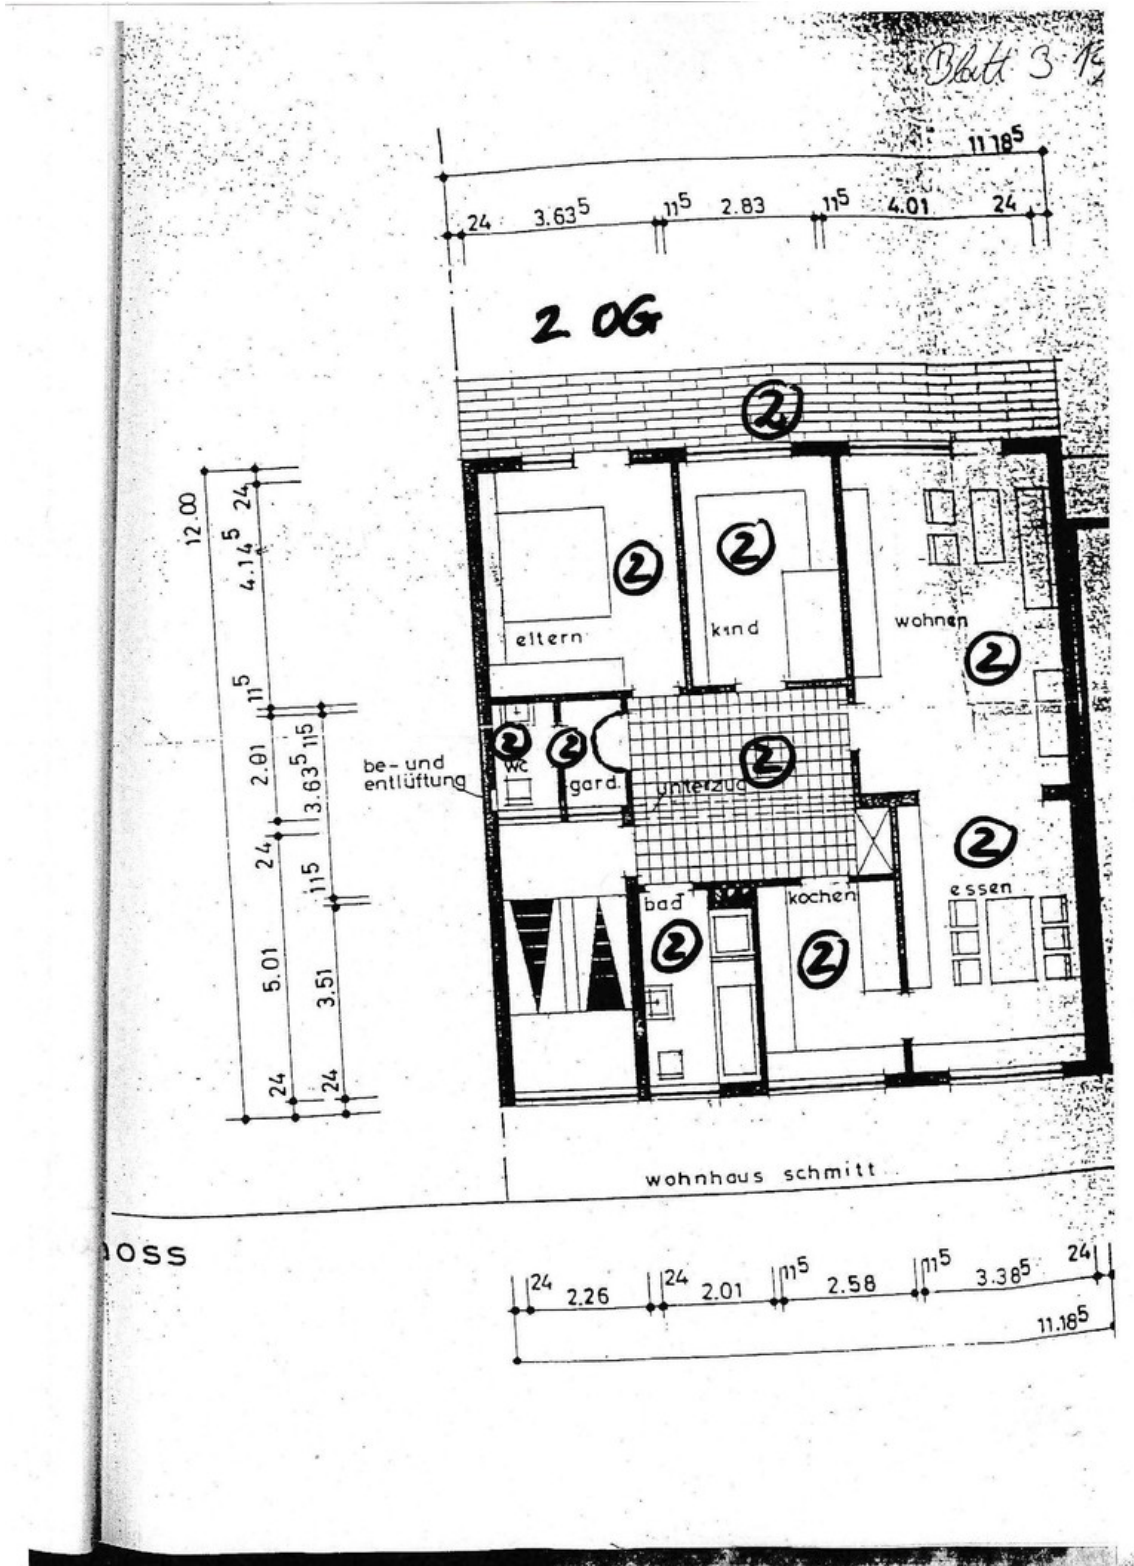 Blatt 3
11.18⁵
24 3.63⁵ 11⁵ 2.83 11⁵ 4.01 24
2 OG
2
12.00
24
4.14⁵
11⁵
2.01
24
5.01
24
11⁵
3.63⁵
11⁵
3.51
24
2 2
eltern kind wohnen
2
2 2 2
wc gard. unterzug
be- und
entlüftung
2
essen
bad kochen
2 2
wohnhaus schmitt
noss
24 2.26 24 2.01 11⁵ 2.58 11⁵ 3.38⁵ 24
11.18⁵